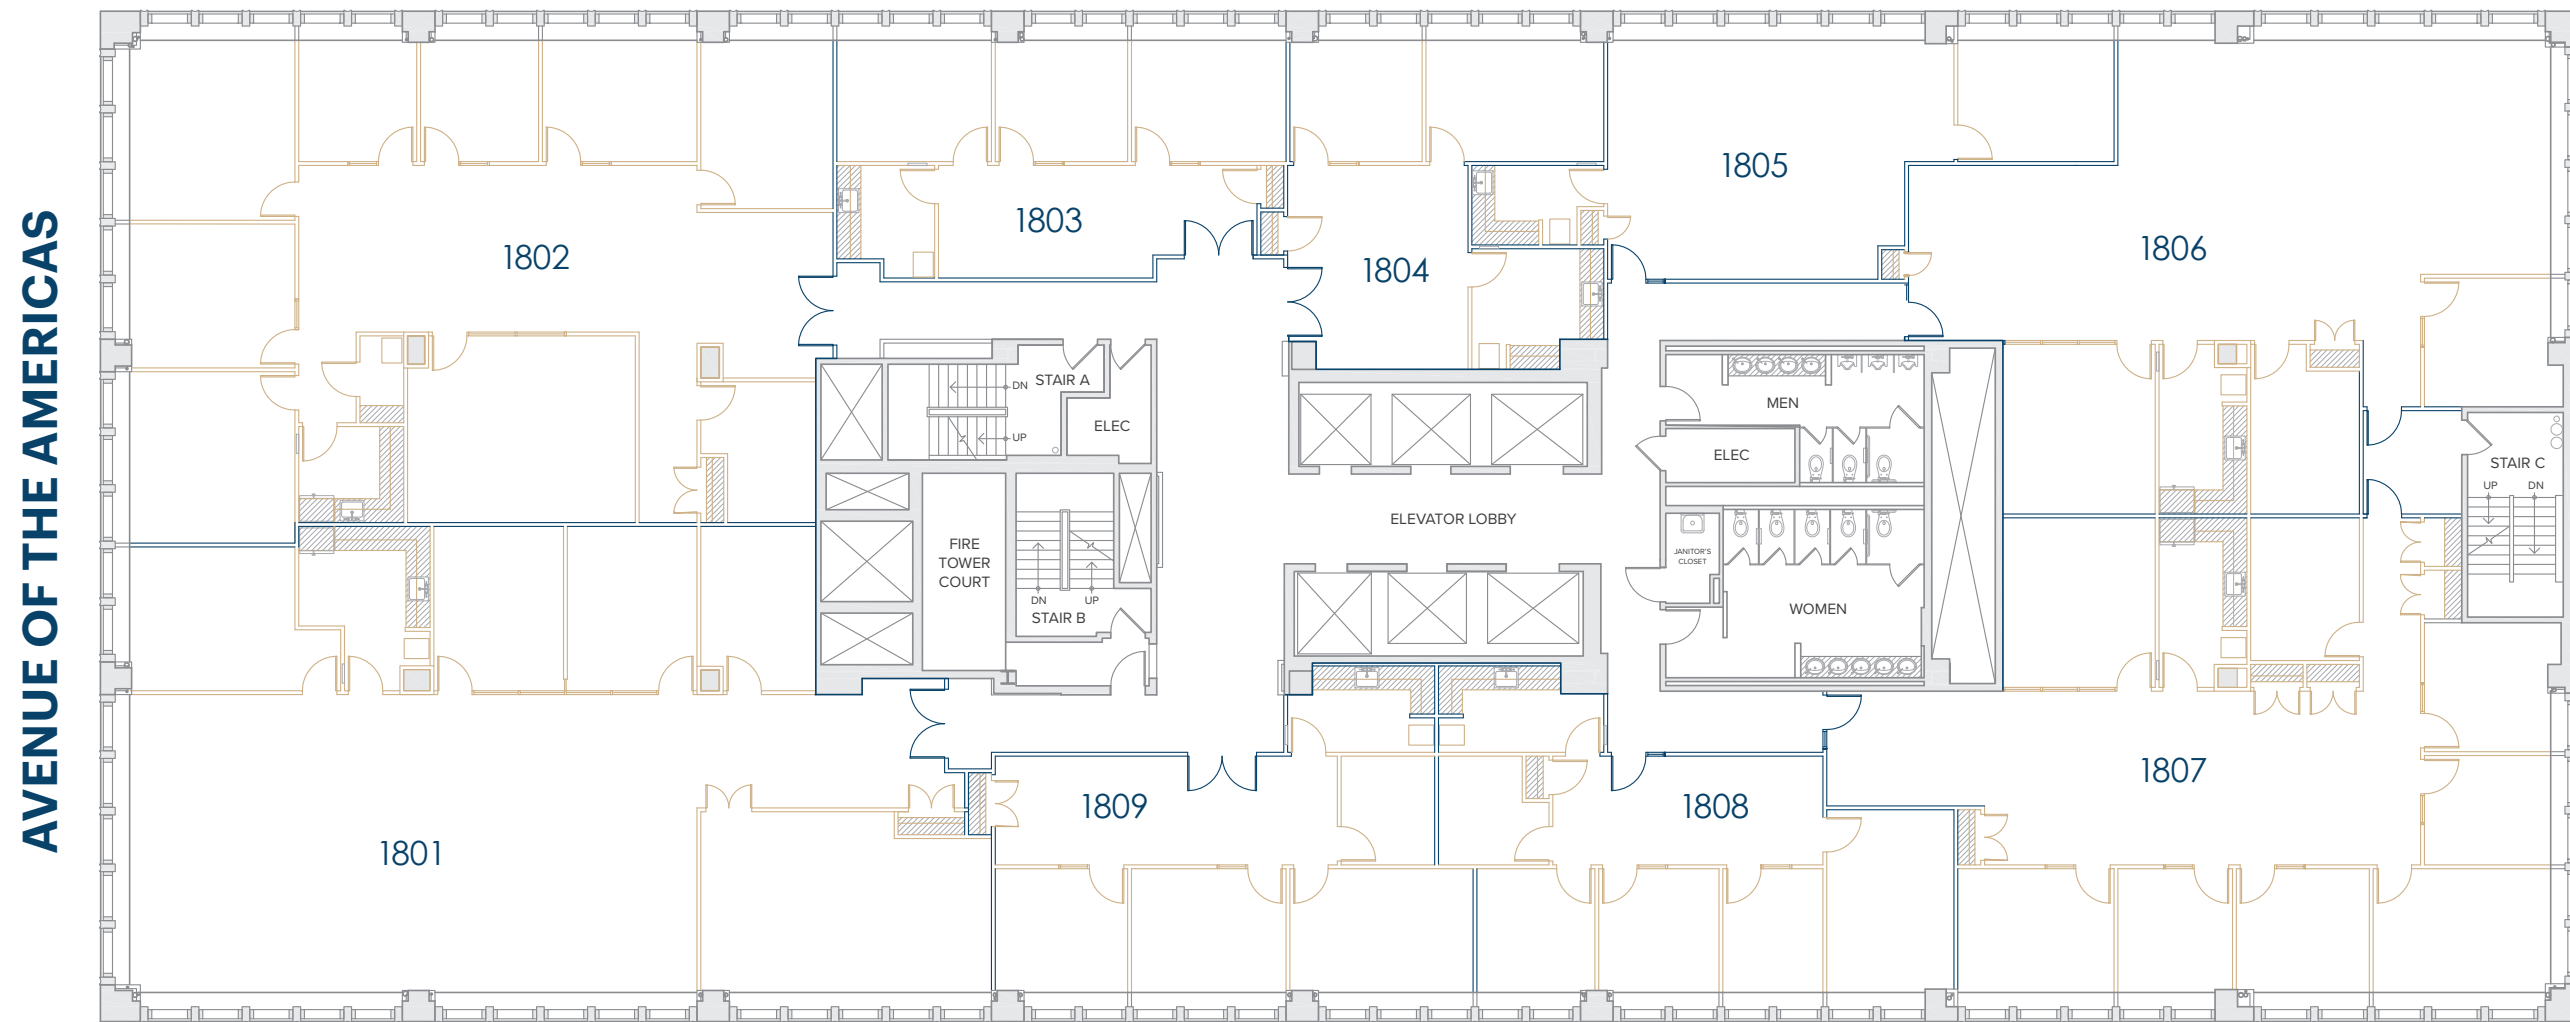 AVENUE OF THE AMERICAS
1802
1803
1804
1805
1806
DN
STAIR A
UP
ELEC
MEN
ELEC
STAIR C
UP
DN
ELEVATOR LOBBY
FIRE
TOWER
COURT
DN
UP
STAIR B
JANITOR'S
CLOSET
WOMEN
1801
1809
1808
1807